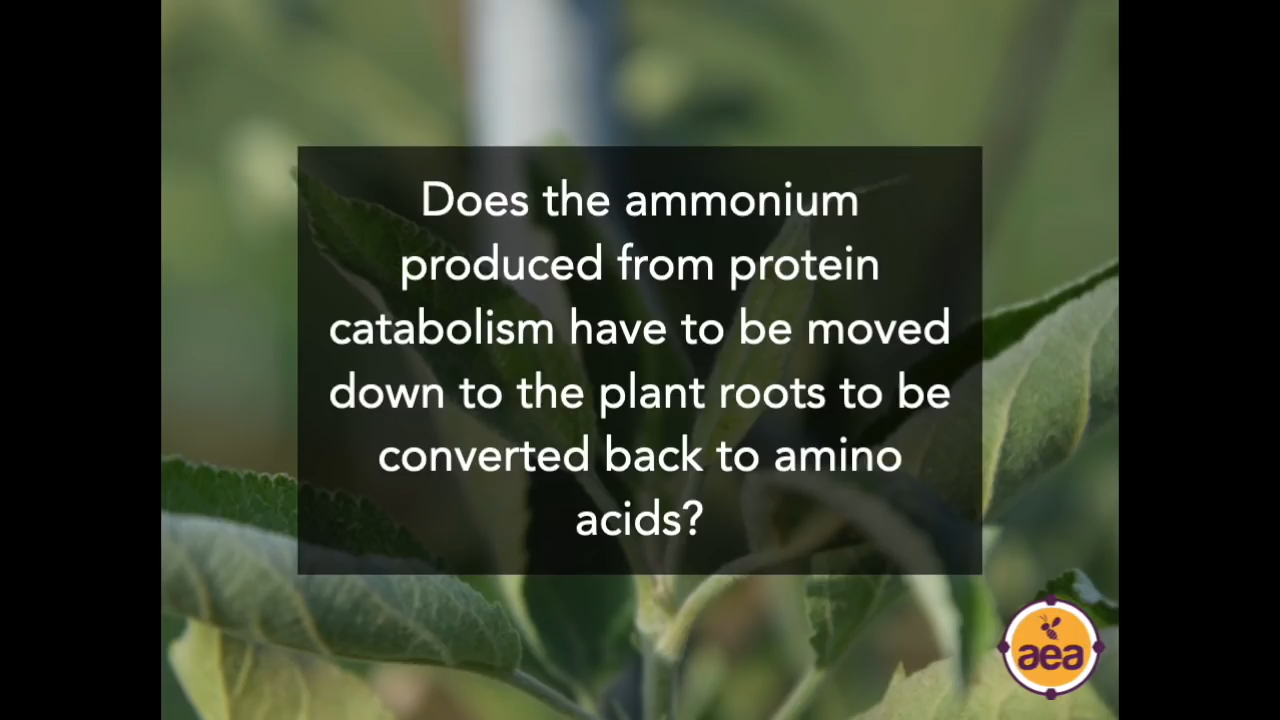 Does the ammonium
produced from protein
catabolism have to be moved
down to the plant roots to be
converted back to amino
acids?
aea